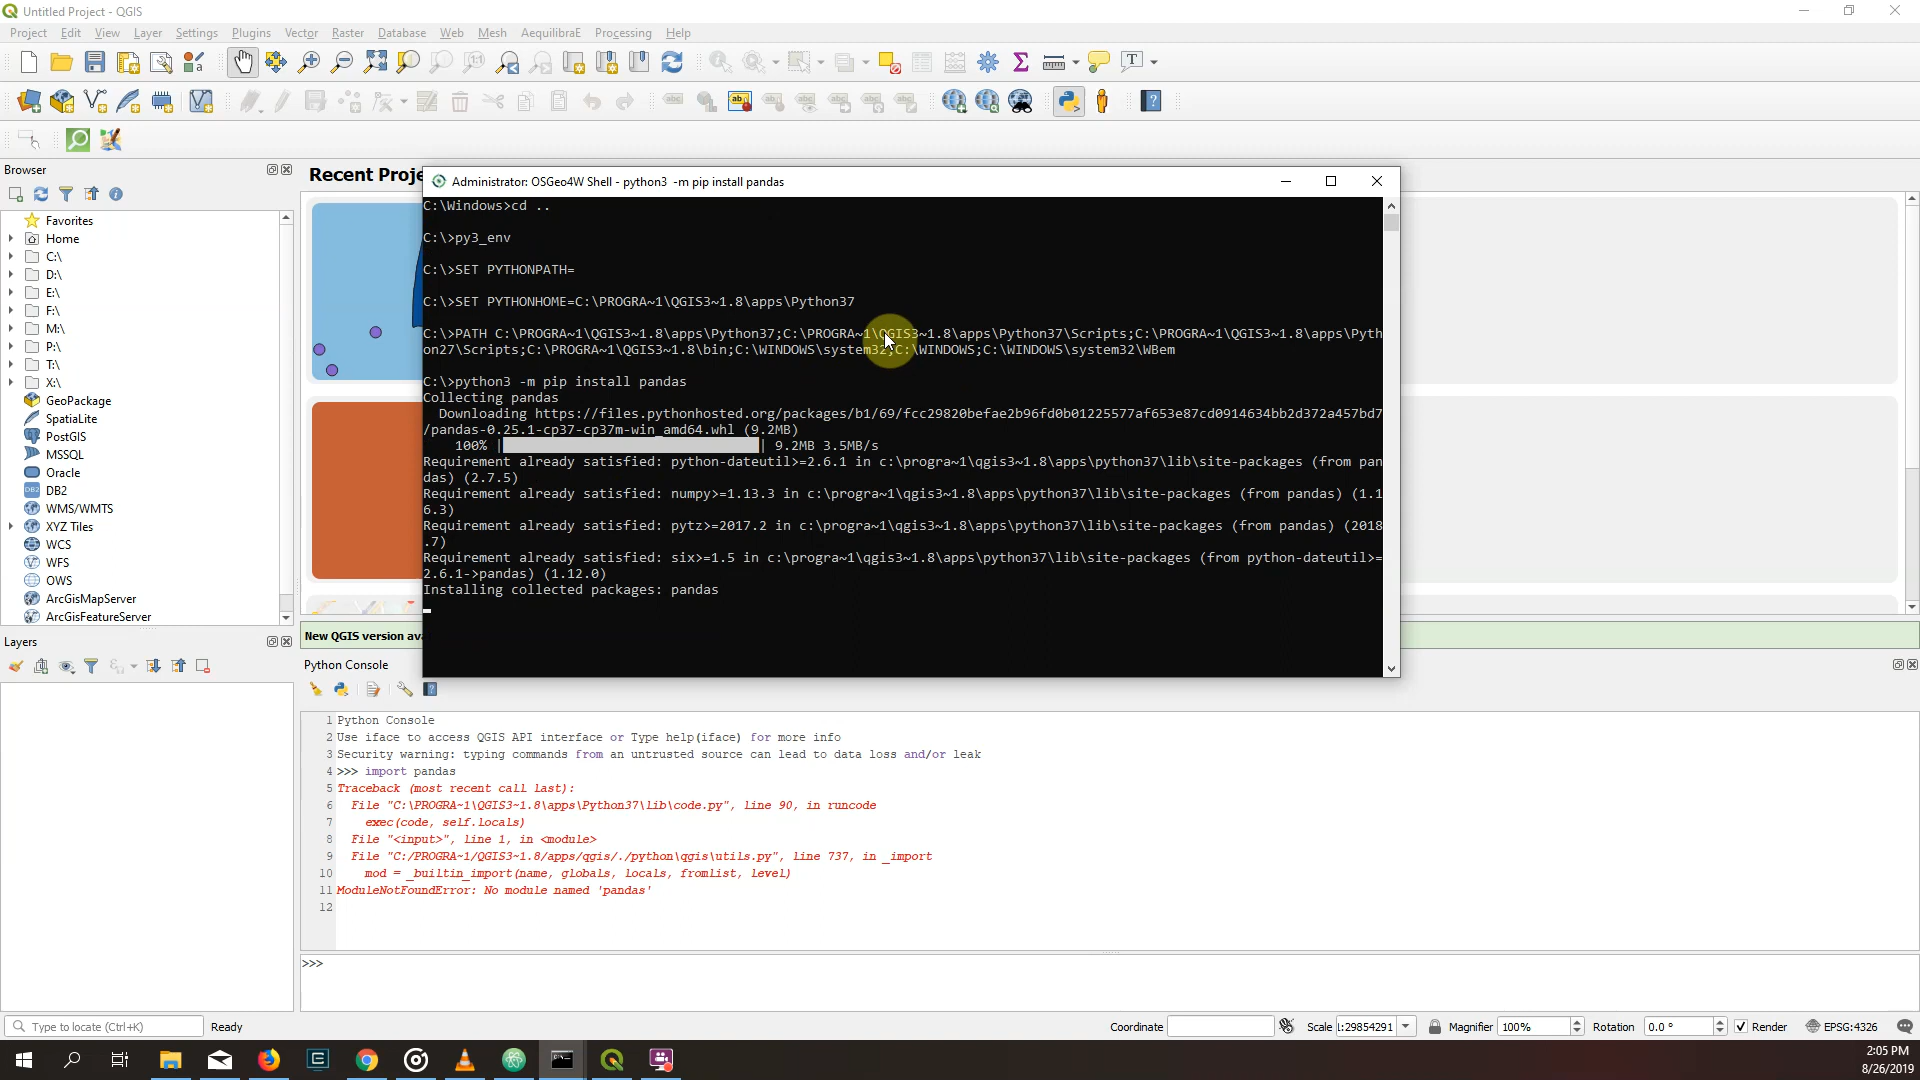 Untitled Project - QGIS
Project Edit View Layer Settings Plugins Vector Raster Database Web Mesh AequilibraE Processing Help
Browser
Favorites
Home
C:\
D:\
E:\
F:\
M:\
P:\
T:\
X:\
GeoPackage
SpatiaLite
PostGIS
MSSQL
Oracle
DB2
WMS/WMTS
XYZ Tiles
WCS
WFS
OWS
ArcGisMapServer
ArcGisFeatureServer
Layers
Recent Proje
Administrator: OSGeo4W Shell - python3 -m pip install pandas
C:\Windows>cd ..
C:\>py3_env
C:\>SET PYTHONPATH=
C:\>SET PYTHONHOME=C:\PROGRA~1\QGIS3~1.8\apps\Python37
C:\>PATH C:\PROGRA~1\QGIS3~1.8\apps\Python37;C:\PROGRA~1\QGIS3~1.8\apps\Python37\Scripts;C:\PROGRA~1\QGIS3~1.8\apps\Pyth
on27\Scripts;C:\PROGRA~1\QGIS3~1.8\bin;C:\WINDOWS\system32;C:\WINDOWS;C:\WINDOWS\system32\WBem
C:\>python3 -m pip install pandas
Collecting pandas
Downloading https://files.pythonhosted.org/packages/b1/69/fcc29820befae2b96fd0b01225577af653e87cd0914634bb2d372a457bd7
/pandas-0.25.1-cp37-cp37m-win_amd64.whl (9.2MB)
100% | | 9.2MB 3.5MB/s
Requirement already satisfied: python-dateutil>=2.6.1 in c:\progra~1\qgis3~1.8\apps\python37\lib\site-packages (from pan
das) (2.7.5)
Requirement already satisfied: numpy>=1.13.3 in c:\progra~1\qgis3~1.8\apps\python37\lib\site-packages (from pandas) (1.1
6.3)
Requirement already satisfied: pytz>=2017.2 in c:\progra~1\qgis3~1.8\apps\python37\lib\site-packages (from pandas) (2018
.7)
Requirement already satisfied: six>=1.5 in c:\progra~1\qgis3~1.8\apps\python37\lib\site-packages (from python-dateutil>=
2.6.1->pandas) (1.12.0)
Installing collected packages: pandas
New QGIS version ava
Python Console
1 Python Console
2 Use iface to access QGIS API interface or Type help(iface) for more info
3 Security warning: typing commands from an untrusted source can lead to data loss and/or leak
4 >>> import pandas
5 Traceback (most recent call last):
6 File "C:\PROGRA~1\QGIS3~1.8\apps\Python37\lib\code.py", line 90, in runcode
7 exec(code, self.locals)
8 File "<input>", line 1, in <module>
9 File "C:/PROGRA~1/QGIS3~1.8/apps/qgis/./python\qgis\utils.py", line 737, in _import
10 mod = _builtin_import(name, globals, locals, fromlist, level)
11 ModuleNotFoundError: No module named 'pandas'
12
>>>
Type to locate (Ctrl+K) Ready Coordinate Scale 1:29854291 Magnifier 100% Rotation 0.0 ° Render EPSG:4326
2:05 PM
8/26/2019